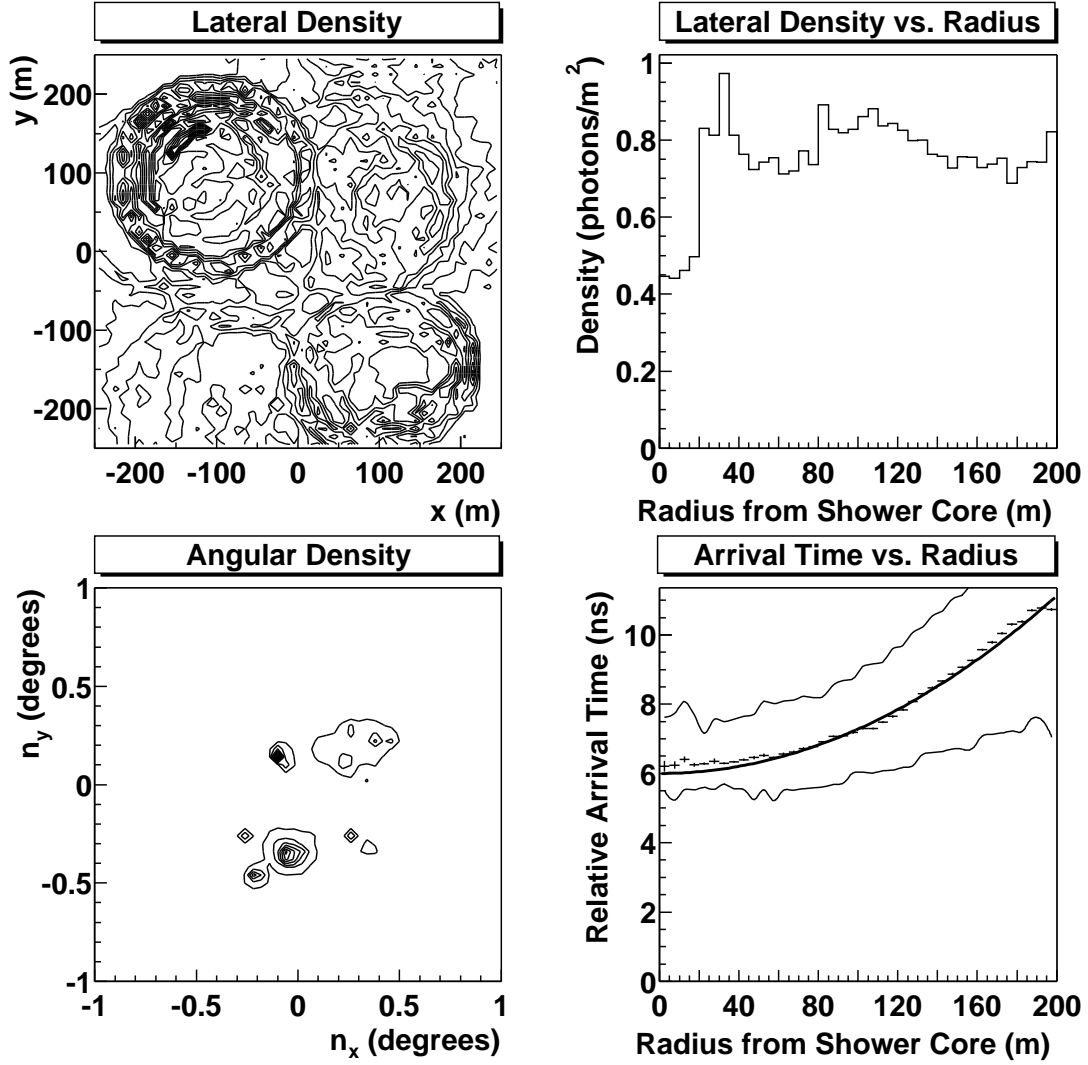 Lateral Density
y (m)
200
100
0
-100
-200
-200 -100 0 100 200
x (m)
Lateral Density vs. Radius
Density (photons/m 2)
1
0.8
0.6
0.4
0.2
0
0 40 80 120 160 200
Radius from Shower Core (m)
Angular Density
ny (degrees)
1
0.5
0
-0.5
-1
-1 -0.5 0 0.5 1
nx (degrees)
Arrival Time vs. Radius
Relative Arrival Time (ns)
10
8
6
4
2
0
0 40 80 120 160 200
Radius from Shower Core (m)